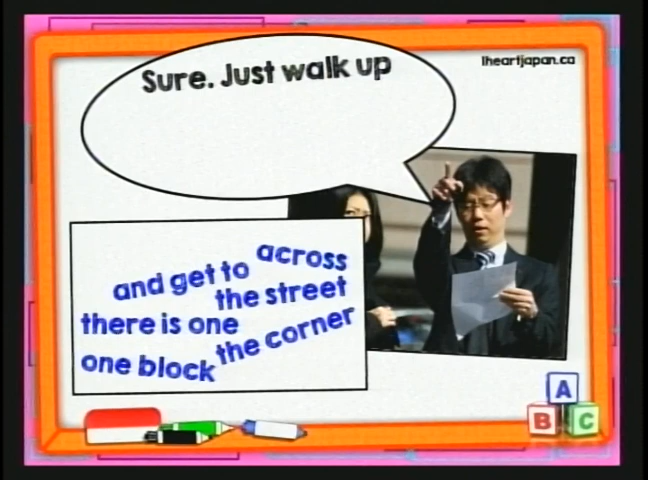 Sure. Just walk up
Iheartjapan.ca
across
and get to
the street
there is one
the corner
one block
A
B C